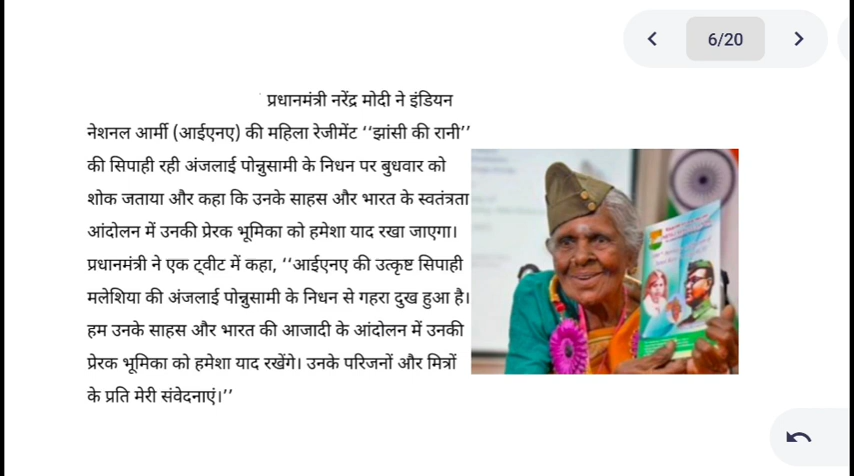 6/20
प्रधानमंत्री नरेंद्र मोदी ने इंडियन
नेशनल आर्मी (आईएनए) की महिला रेजीमेंट ‘‘झांसी की रानी’’
की सिपाही रही अंजलाई पोन्नुसामी के निधन पर बुधवार को
शोक जताया और कहा कि उनके साहस और भारत के स्वतंत्रता
आंदोलन में उनकी प्रेरक भूमिका को हमेशा याद रखा जाएगा।
प्रधानमंत्री ने एक ट्वीट में कहा, ‘‘आईएनए की उत्कृष्ट सिपाही
मलेशिया की अंजलाई पोन्नुसामी के निधन से गहरा दुख हुआ है।
हम उनके साहस और भारत की आजादी के आंदोलन में उनकी
प्रेरक भूमिका को हमेशा याद रखेंगे। उनके परिजनों और मित्रों
के प्रति मेरी संवेदनाएं।’’